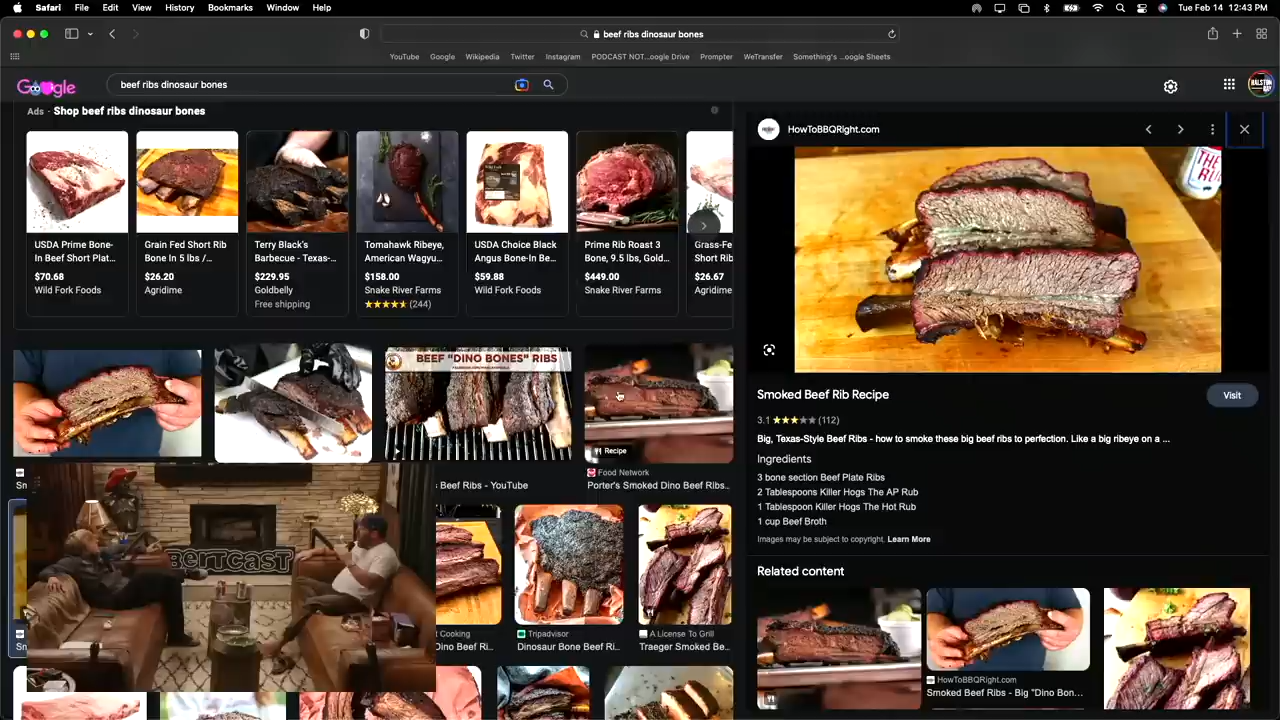 Safari File Edit View History Bookmarks Window Help
Tue Feb 14 12:43 PM
beef ribs dinosaur bones
YouTube Google Wikipedia Twitter Instagram PODCAST NOT...oogle Drive Prompter WeTransfer Something's...oogle Sheets
beef ribs dinosaur bones
Ads · Shop beef ribs dinosaur bones
USDA Prime Bone-
In Beef Short Plat...
$70.68
Wild Fork Foods
Grain Fed Short Rib
Bone In 5 lbs /...
$26.20
Agridime
Terry Black's
Barbecue - Texas-...
$229.95
Goldbelly
Free shipping
Tomahawk Ribeye,
American Wagyu...
$158.00
Snake River Farms
(244)
USDA Choice Black
Angus Bone-In Be...
$59.88
Wild Fork Foods
Prime Rib Roast 3
Bone, 9.5 lbs, Gold...
$449.00
Snake River Farms
Grass-Fe
Short Rib
$26.67
Agridime
BEEF "DINO BONES" RIBS
Recipe
Sm
s Beef Ribs - YouTube
Food Network
Porter's Smoked Dino Beef Ribs...
BERTCAST
t Cooking
Dino Beef Ri...
Tripadvisor
Dinosaur Bone Beef Ri...
A License To Grill
Traeger Smoked Be...
HowToBBQRight.com
THE
Smoked Beef Rib Recipe
Visit
3.1 (112)
Big, Texas-Style Beef Ribs - how to smoke these big beef ribs to perfection. Like a big ribeye on a ...
Ingredients
3 bone section Beef Plate Ribs
2 Tablespoons Killer Hogs The AP Rub
1 Tablespoon Killer Hogs The Hot Rub
1 cup Beef Broth
Images may be subject to copyright. Learn More
Related content
HowToBBQRight.com
Smoked Beef Ribs - Big "Dino Bon...